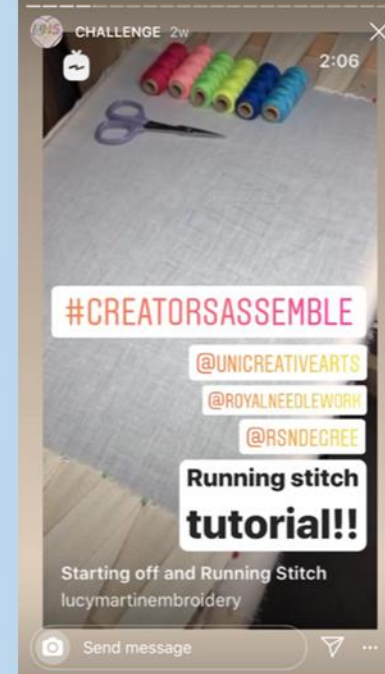 CHALLENGE 2w
2:06
#CREATORSASSEMBLE
@UNICREATIVEARTS
@ROYALNEEDLEWORK
@RSNDEGREE
Running stitch
tutorial!!
Starting off and Running Stitch
lucymartinembroidery
Send message